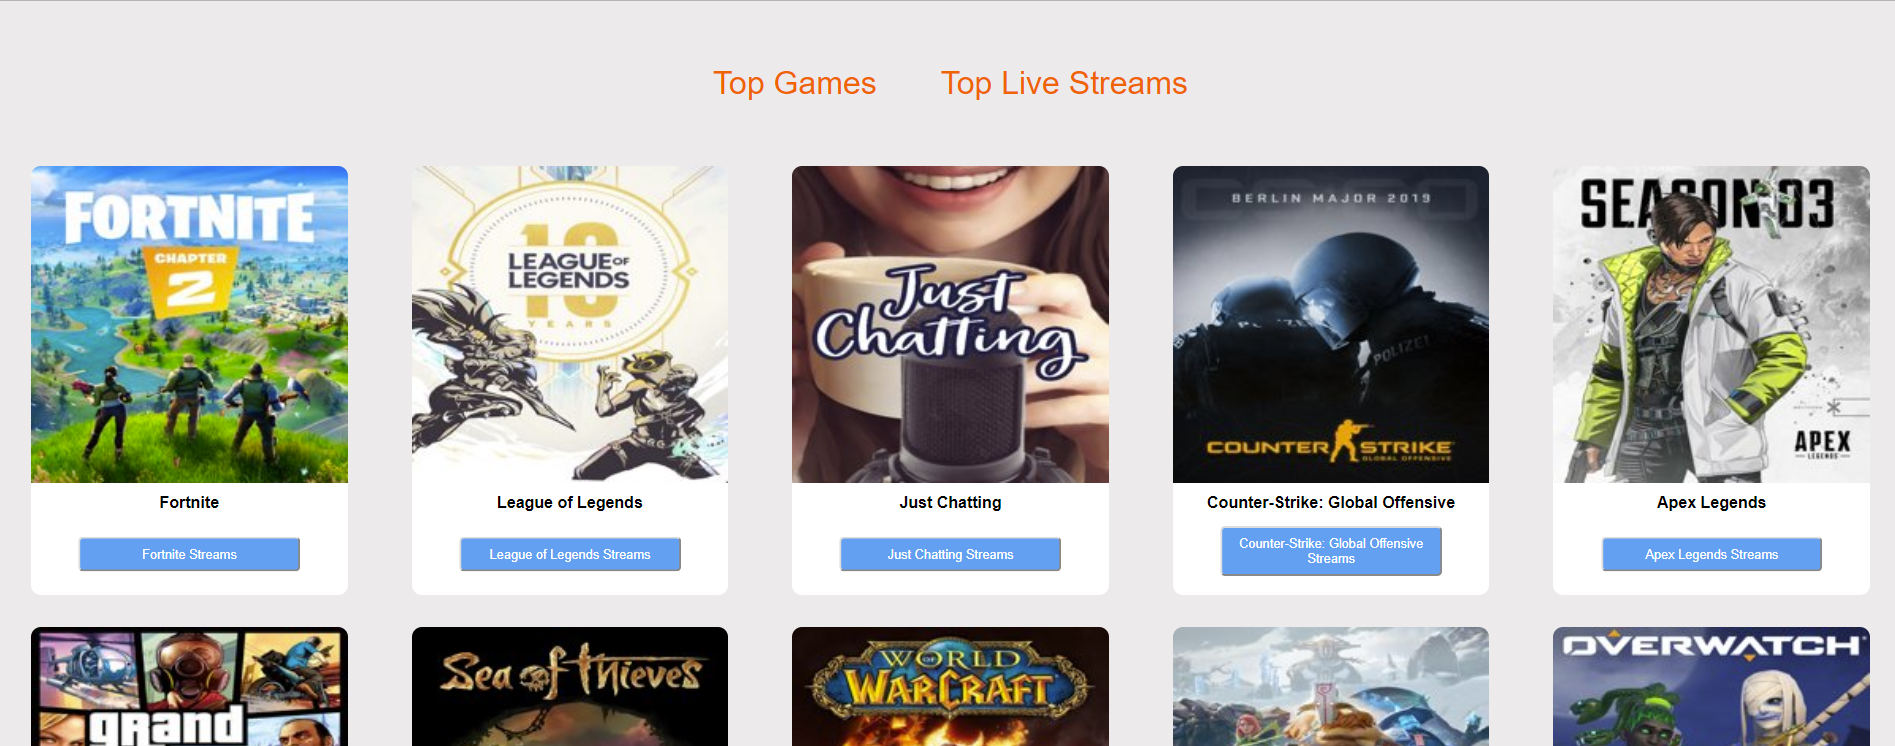 Top Games
Top Live Streams
FORTNITE
CHAPTER
2
10
LEAGUE OF
LEGENDS
YEARS
Just
Chatting
BERLIN MAJOR 2019
POLIZEI
COUNTER STRIKE
GLOBAL OFFENSIVE
SEASON 03
APEX
LEGENDS
Fortnite
League of Legends
Just Chatting
Counter-Strike: Global Offensive
Apex Legends
Fortnite Streams
League of Legends Streams
Just Chatting Streams
Counter-Strike: Global Offensive
Streams
Apex Legends Streams
grand
Sea of Thieves
WORLD
OF
WARCRAFT
OVERWATCH